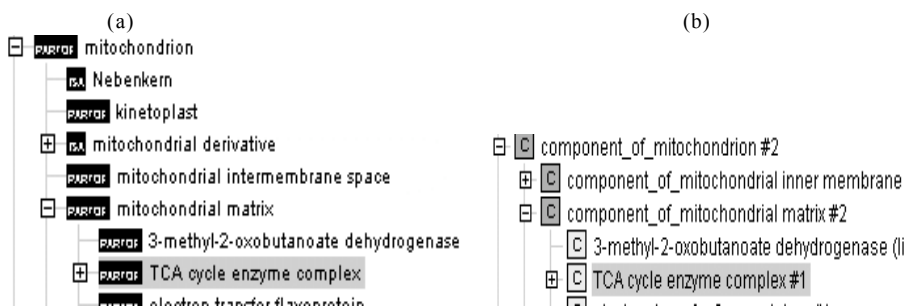 (a)
PARTOF mitochondrion
ISA Nebenkern
PARTOF kinetoplast
ISA mitochondrial derivative
PARTOF mitochondrial intermembrane space
PARTOF mitochondrial matrix
PARTOF 3-methyl-2-oxobutanoate dehydrogenase
PARTOF TCA cycle enzyme complex
PARTOF electron transfer flavoprotein
(b)
C component_of_mitochondrion #2
C component_of_mitochondrial inner membrane
C component_of_mitochondrial matrix #2
C 3-methyl-2-oxobutanoate dehydrogenase (li
C TCA cycle enzyme complex #1